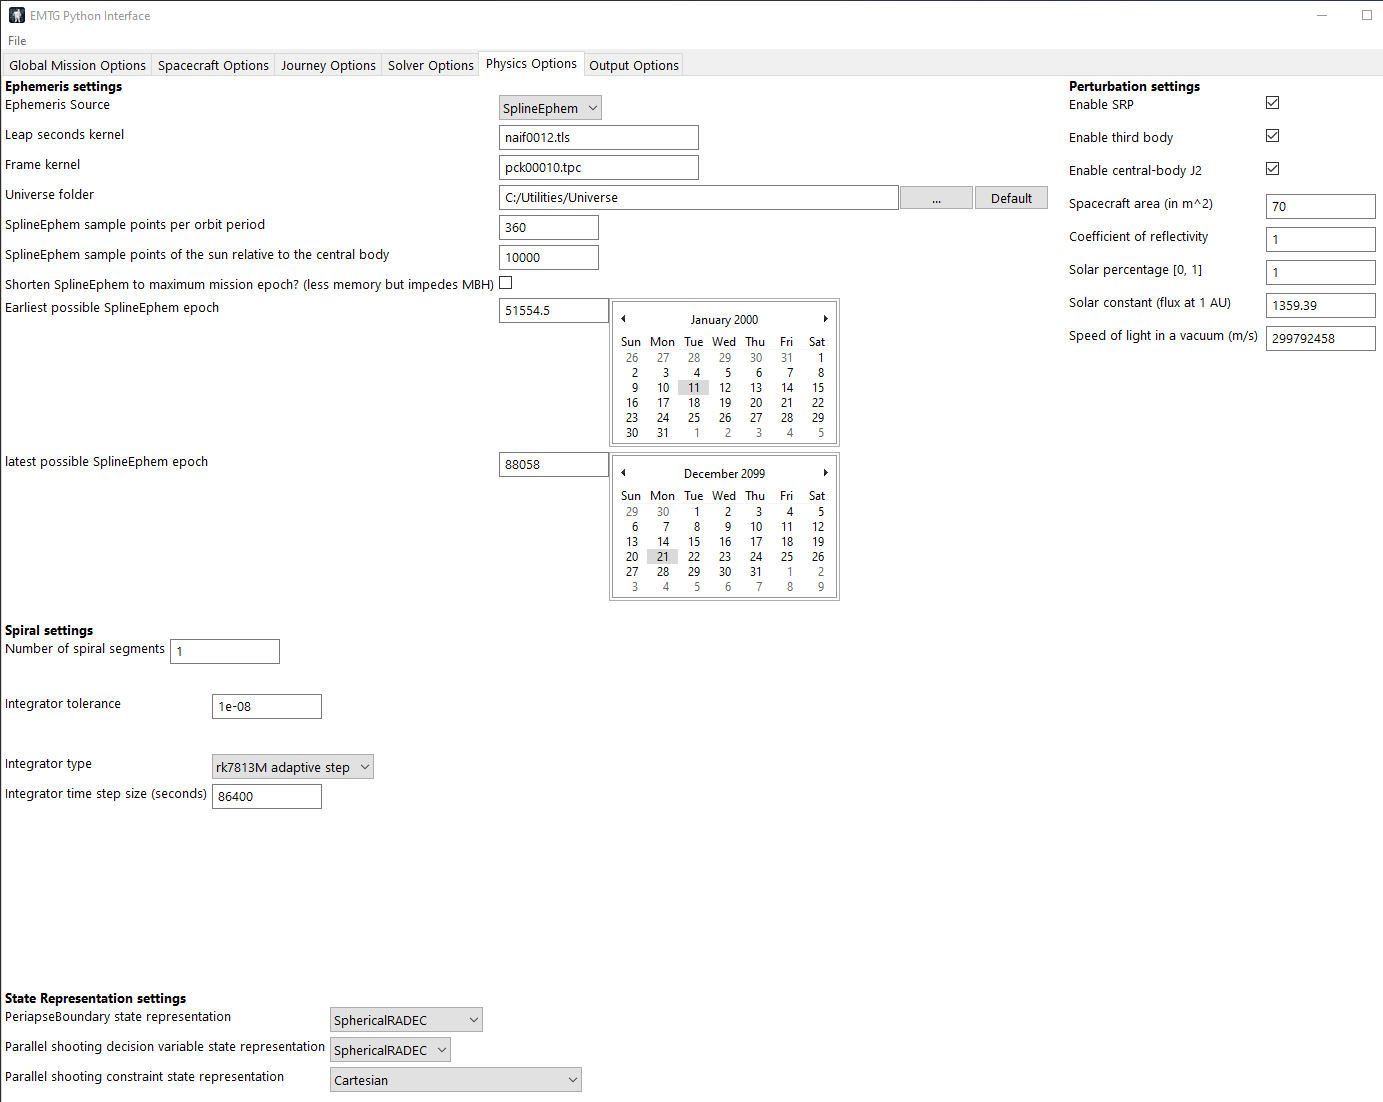 EMTG Python Interface
File
Global Mission Options Spacecraft Options Journey Options Solver Options Physics Options Output Options
Ephemeris settings
Ephemeris Source SplineEphem
Leap seconds kernel naif0012.tls
Frame kernel pck00010.tpc
Universe folder C:/Utilities/Universe ... Default
SplineEphem sample points per orbit period 360
SplineEphem sample points of the sun relative to the central body 10000
Shorten SplineEphem to maximum mission epoch? (less memory but impedes MBH)
Earliest possible SplineEphem epoch 51554.5
January 2000
Sun Mon Tue Wed Thu Fri Sat
26 27 28 29 30 31 1
2 3 4 5 6 7 8
9 10 11 12 13 14 15
16 17 18 19 20 21 22
23 24 25 26 27 28 29
30 31 1 2 3 4 5
latest possible SplineEphem epoch 88058
December 2099
Sun Mon Tue Wed Thu Fri Sat
29 30 1 2 3 4 5
6 7 8 9 10 11 12
13 14 15 16 17 18 19
20 21 22 23 24 25 26
27 28 29 30 31 1 2
3 4 5 6 7 8 9
Perturbation settings
Enable SRP
Enable third body
Enable central-body J2
Spacecraft area (in m^2) 70
Coefficient of reflectivity 1
Solar percentage [0, 1] 1
Solar constant (flux at 1 AU) 1359.39
Speed of light in a vacuum (m/s) 299792458
Spiral settings
Number of spiral segments 1
Integrator tolerance 1e-08
Integrator type rk7813M adaptive step
Integrator time step size (seconds) 86400
State Representation settings
PeriapseBoundary state representation SphericalRADEC
Parallel shooting decision variable state representation SphericalRADEC
Parallel shooting constraint state representation Cartesian